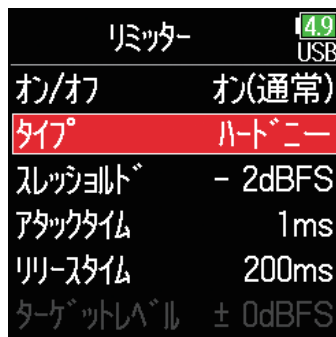 リミッター
4.9
USB
オン/オフ オン(通常)
タイプ ハードニー
スレッショルド - 2dBFS
アタックタイム 1ms
リリースタイム 200ms
ターゲットレベル ± 0dBFS